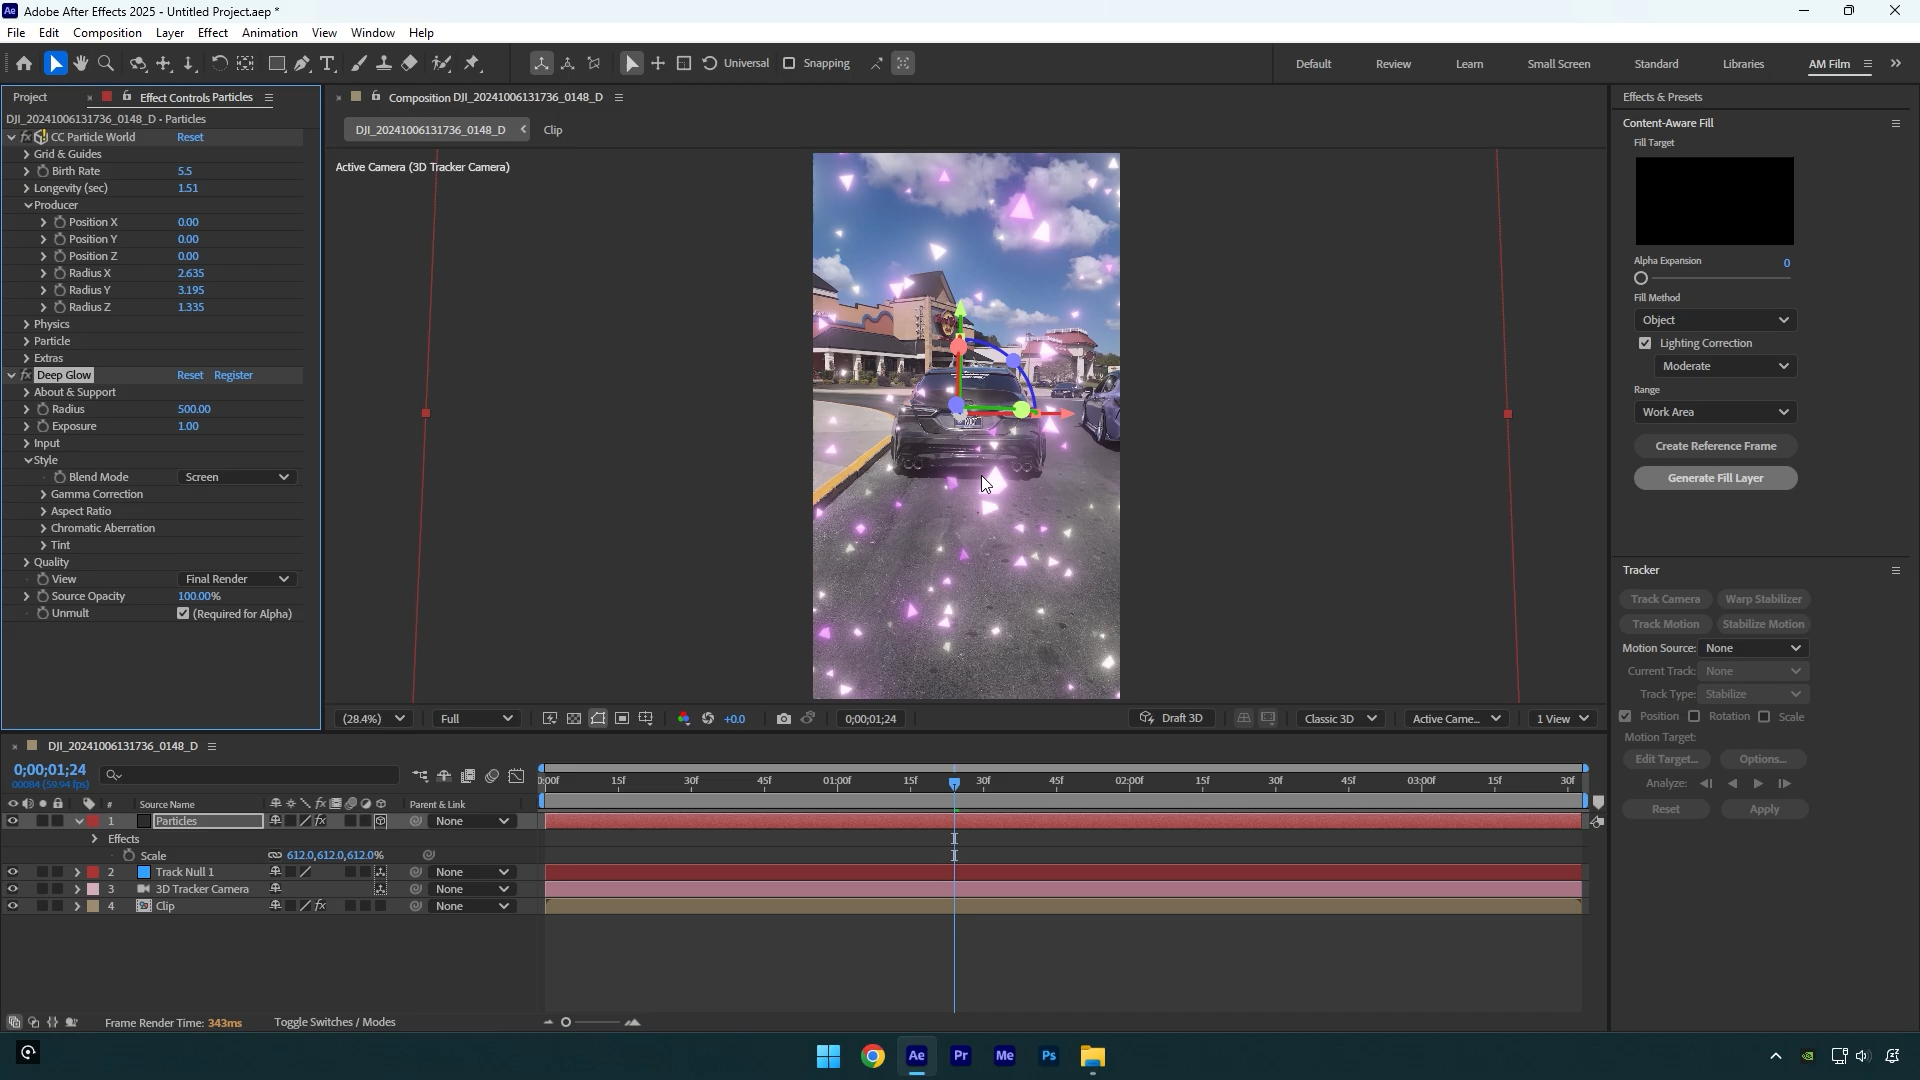 Adobe After Effects 2025 - Untitled Project.aep *
File Edit Composition Layer Effect Animation View Window Help
Universal Snapping Default Review Learn Small Screen Standard Libraries AM Film
Project Effect Controls Particles
DJI_20241006131736_0148_D - Particles
CC Particle World Reset
Grid & Guides
Birth Rate 5.5
Longevity (sec) 1.51
Producer
Position X 0.00
Position Y 0.00
Position Z 0.00
Radius X 2.635
Radius Y 3.195
Radius Z 1.335
Physics
Particle
Extras
Deep Glow Reset Register
About & Support
Radius 500.00
Exposure 1.00
Input
Style
Blend Mode Screen
Gamma Correction
Aspect Ratio
Chromatic Aberration
Tint
Quality
View Final Render
Source Opacity 100.00%
Unmult (Required for Alpha)
Composition DJI_20241006131736_0148_D
DJI_20241006131736_0148_D Clip
Active Camera (3D Tracker Camera)
(28.4%) Full +0.0 0;00;01;24 Draft 3D Classic 3D Active Came... 1 View
Effects & Presets
Content-Aware Fill
Fill Target
Alpha Expansion 0
Fill Method
Object
Lighting Correction
Moderate
Range
Work Area
Create Reference Frame
Generate Fill Layer
Tracker
Track Camera Warp Stabilizer
Track Motion Stabilize Motion
Motion Source: None
Current Track: None
Track Type: Stabilize
Position Rotation Scale
Motion Target:
Edit Target... Options...
Analyze:
Reset Apply
DJI_20241006131736_0148_D
0;00;01;24
00084 (59.94 fps)
0:00f 15f 30f 45f 01:00f 15f 30f 45f 02:00f 15f 30f 45f 03:00f 15f 30f
# Source Name Parent & Link
1 Particles None
Effects
Scale 612.0,612.0,612.0%
2 Track Null 1 None
3 3D Tracker Camera None
4 Clip None
Frame Render Time: 343ms Toggle Switches / Modes
Ae Pr Me Ps